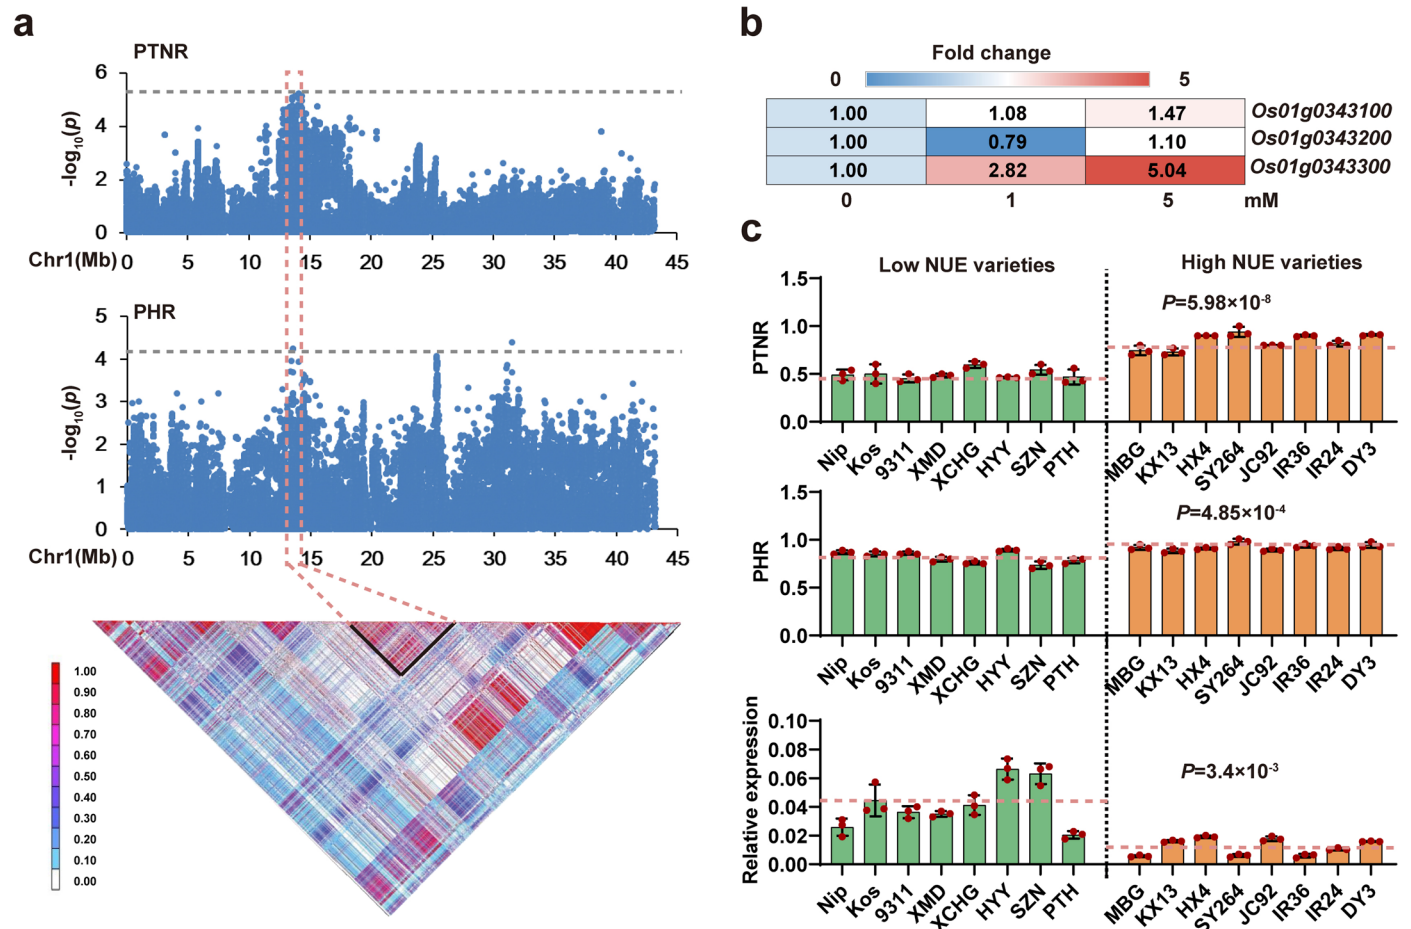 a
PTNR
6
4
2
0
-log10(p)
Chr1(Mb) 0 5 10 15 20 25 30 35 40 45
PHR
5
4
3
2
1
0
-log10(p)
Chr1(Mb) 0 5 10 15 20 25 30 35 40 45
1.00
0.90
0.80
0.70
0.60
0.50
0.40
0.30
0.20
0.10
0.00
b
Fold change
0 5
1.00 1.08 1.47 Os01g0343100
1.00 0.79 1.10 Os01g0343200
1.00 2.82 5.04 Os01g0343300
0 1 5 mM
c
Low NUE varieties High NUE varieties
P=5.98×10-8
PTNR
1.5
1.0
0.5
0.0
Nip Kos 9311 XMD XCHG HYY SZN PTH MBG KX13 HX4 SY264 JC92 IR36 IR24 DY3
P=4.85×10-4
PHR
1.5
1.0
0.5
0.0
Nip Kos 9311 XMD XCHG HYY SZN PTH MBG KX13 HX4 SY264 JC92 IR36 IR24 DY3
P=3.4×10-3
Relative expression
0.10
0.08
0.06
0.04
0.02
0.00
Nip Kos 9311 XMD XCHG HYY SZN PTH MBG KX13 HX4 SY264 JC92 IR36 IR24 DY3